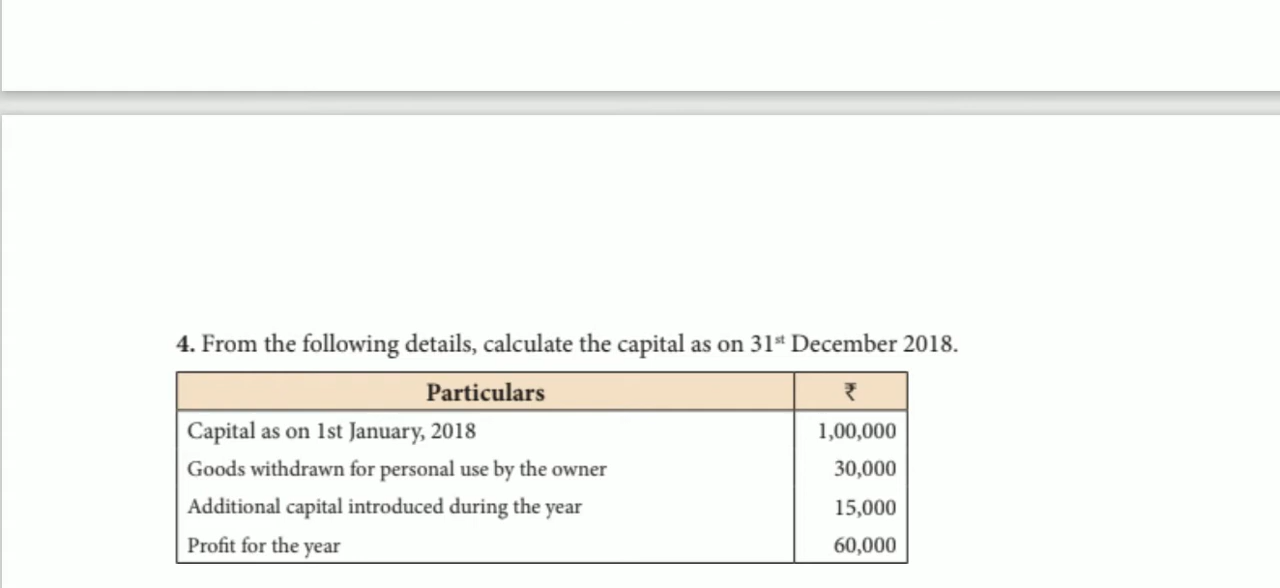 4. From the following details, calculate the capital as on 31st December 2018.
Particulars ₹
Capital as on 1st January, 2018 1,00,000
Goods withdrawn for personal use by the owner 30,000
Additional capital introduced during the year 15,000
Profit for the year 60,000